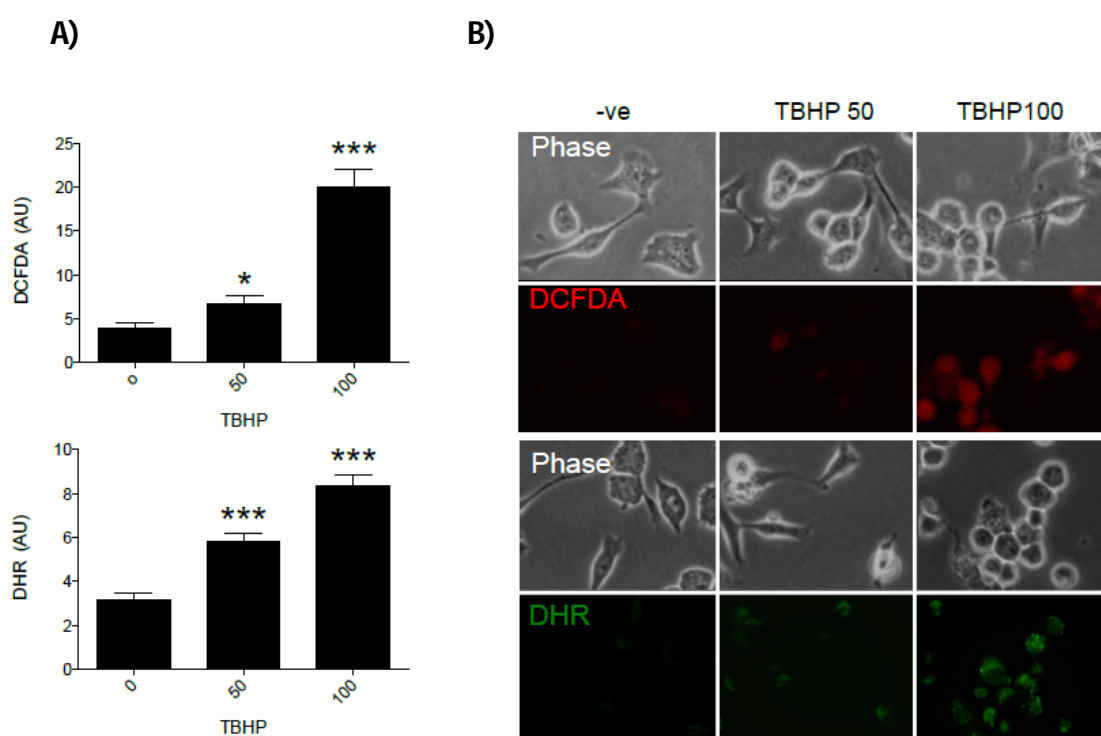 A)
B)
-ve TBHP 50 TBHP100
25
20
15
10
5
0
DCFDA (AU)
*
***
o 50 100
TBHP
10
8
6
4
2
0
DHR (AU)
***
***
0 50 100
TBHP
Phase
DCFDA
Phase
DHR